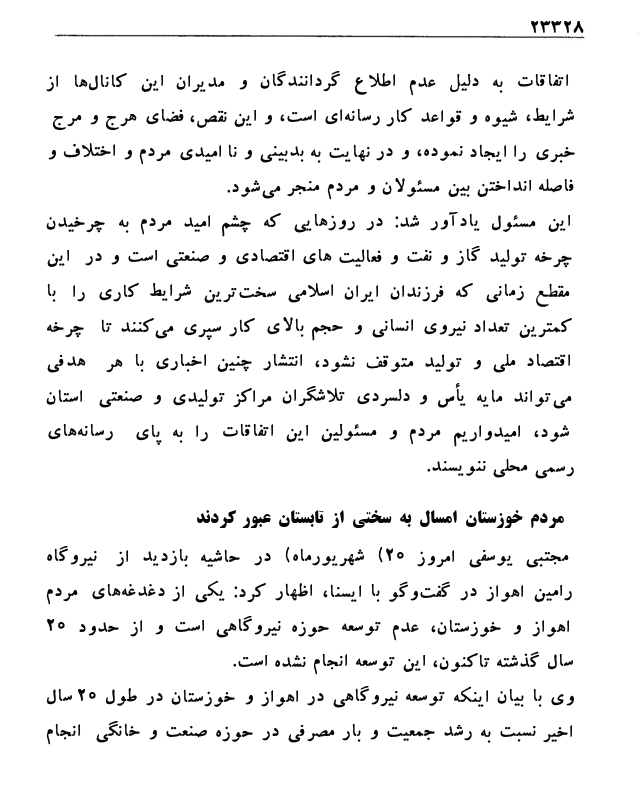 ۲۳۳۲۸
اتفاقات به دلیل عدم اطلاع گردانندگان و مدیران این کانال‌ها از
شرایط، شیوه و قواعد کار رسانه‌ای است، و این نقص، فضای هرج و مرج
خبری را ایجاد نموده، و در نهایت به بدبینی و ناامیدی مردم و اختلاف و
فاصله انداختن بین مسئولان و مردم منجر می‌شود.
این مسئول یادآور شد: در روزهایی که چشم امید مردم به چرخیدن
چرخه تولید گاز و نفت و فعالیت های اقتصادی و صنعتی است و در این
مقطع زمانی که فرزندان ایران اسلامی سخت‌ترین شرایط کاری را با
کمترین تعداد نیروی انسانی و حجم بالای کار سپری می‌کنند تا چرخه
اقتصاد ملی و تولید متوقف نشود، انتشار چنین اخباری با هر هدفی
می‌تواند مایه یأس و دلسردی تلاشگران مراکز تولیدی و صنعتی استان
شود، امیدواریم مردم و مسئولین این اتفاقات را به پای رسانه‌های
رسمی محلی ننویسند.
مردم خوزستان امسال به سختی از تابستان عبور کردند
مجتبی یوسفی امروز ۲۵) شهریورماه) در حاشیه بازدید از نیروگاه
رامین اهواز در گفت‌وگو با ایسنا، اظهار کرد: یکی از دغدغه‌های مردم
اهواز و خوزستان، عدم توسعه حوزه نیروگاهی است و از حدود ۲۵
سال گذشته تاکنون، این توسعه انجام نشده است.
وی با بیان اینکه توسعه نیروگاهی در اهواز و خوزستان در طول ۲۵ سال
اخیر نسبت به رشد جمعیت و بار مصرفی در حوزه صنعت و خانگی انجام